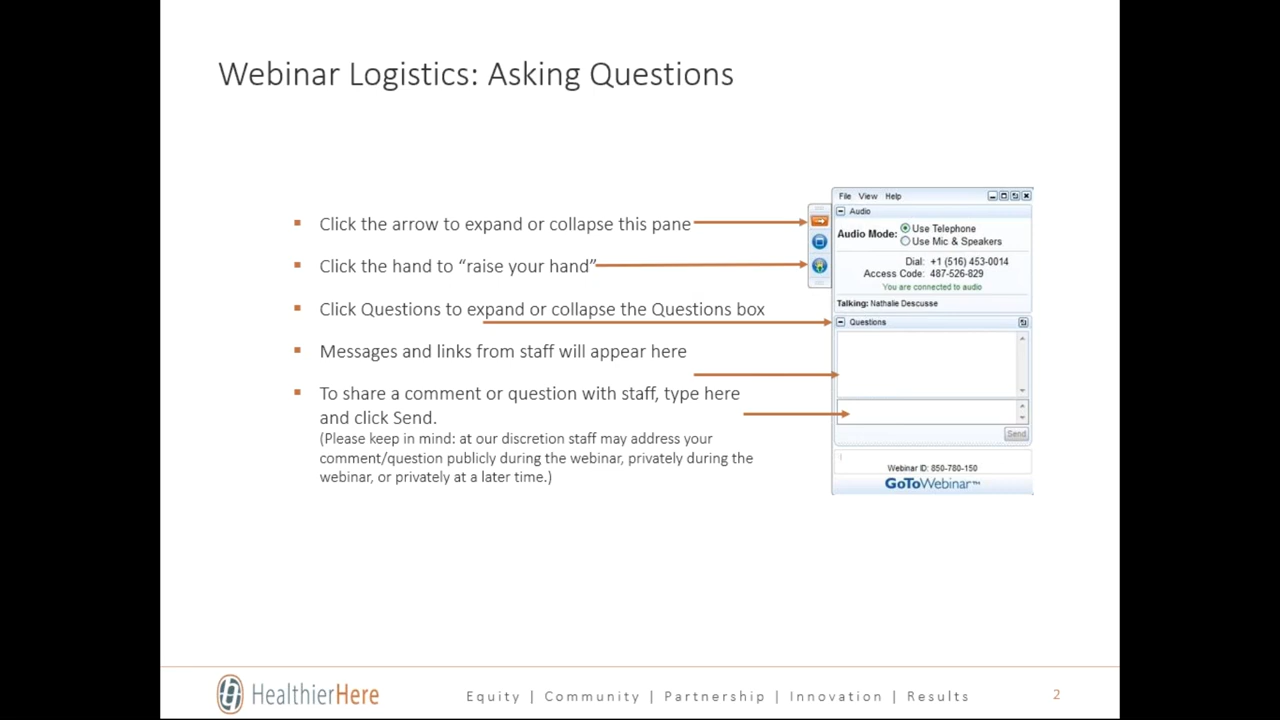 Webinar Logistics: Asking Questions
▪ Click the arrow to expand or collapse this pane
▪ Click the hand to “raise your hand”
▪ Click Questions to expand or collapse the Questions box
▪ Messages and links from staff will appear here
▪ To share a comment or question with staff, type here
and click Send.
(Please keep in mind: at our discretion staff may address your
comment/question publicly during the webinar, privately during the
webinar, or privately at a later time.)
File View Help
Audio
Audio Mode: Use Telephone
Use Mic & Speakers
Dial: +1 (516) 453-0014
Access Code: 487-526-829
You are connected to audio
Talking: Nathalie Descusse
Questions
Send
Webinar ID: 850-780-150
GoToWebinar™
HealthierHere
Equity | Community | Partnership | Innovation | Results
2